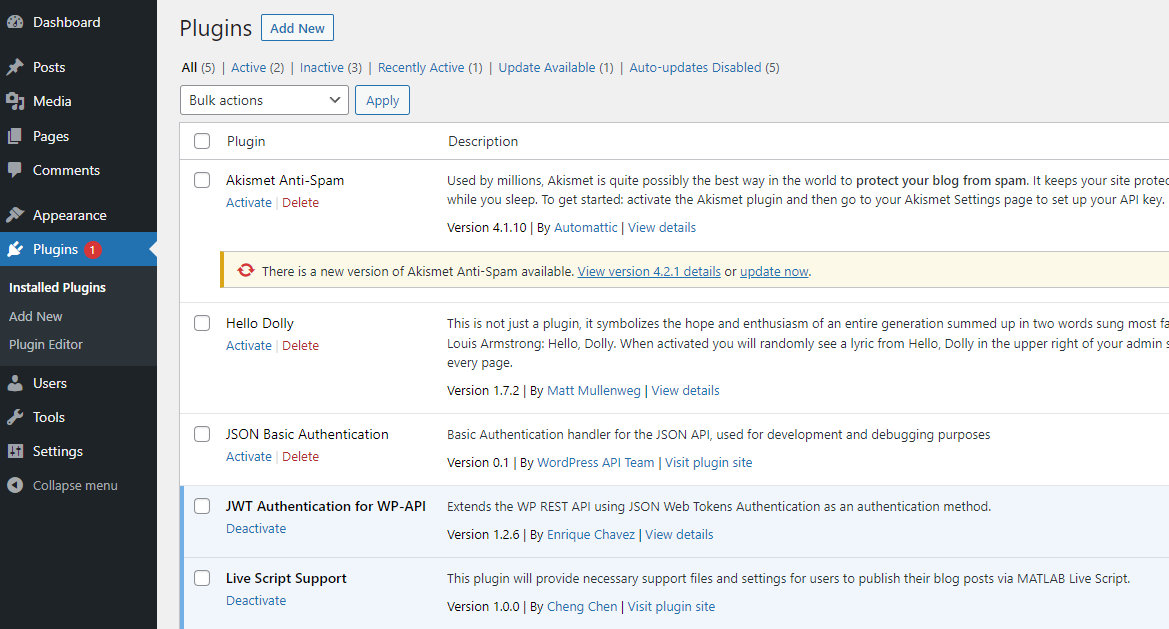 Dashboard
Posts
Media
Pages
Comments
Appearance
Plugins 1
Installed Plugins
Add New
Plugin Editor
Users
Tools
Settings
Collapse menu
Plugins Add New
All (5) | Active (2) | Inactive (3) | Recently Active (1) | Update Available (1) | Auto-updates Disabled (5)
Bulk actions Apply
Plugin Description
Akismet Anti-Spam
Activate | Delete
Used by millions, Akismet is quite possibly the best way in the world to protect your blog from spam. It keeps your site protec
while you sleep. To get started: activate the Akismet plugin and then go to your Akismet Settings page to set up your API key.
Version 4.1.10 | By Automattic | View details
There is a new version of Akismet Anti-Spam available. View version 4.2.1 details or update now.
Hello Dolly
Activate | Delete
This is not just a plugin, it symbolizes the hope and enthusiasm of an entire generation summed up in two words sung most fa
Louis Armstrong: Hello, Dolly. When activated you will randomly see a lyric from Hello, Dolly in the upper right of your admin s
every page.
Version 1.7.2 | By Matt Mullenweg | View details
JSON Basic Authentication
Activate | Delete
Basic Authentication handler for the JSON API, used for development and debugging purposes
Version 0.1 | By WordPress API Team | Visit plugin site
JWT Authentication for WP-API
Deactivate
Extends the WP REST API using JSON Web Tokens Authentication as an authentication method.
Version 1.2.6 | By Enrique Chavez | View details
Live Script Support
Deactivate
This plugin will provide necessary support files and settings for users to publish their blog posts via MATLAB Live Script.
Version 1.0.0 | By Cheng Chen | Visit plugin site